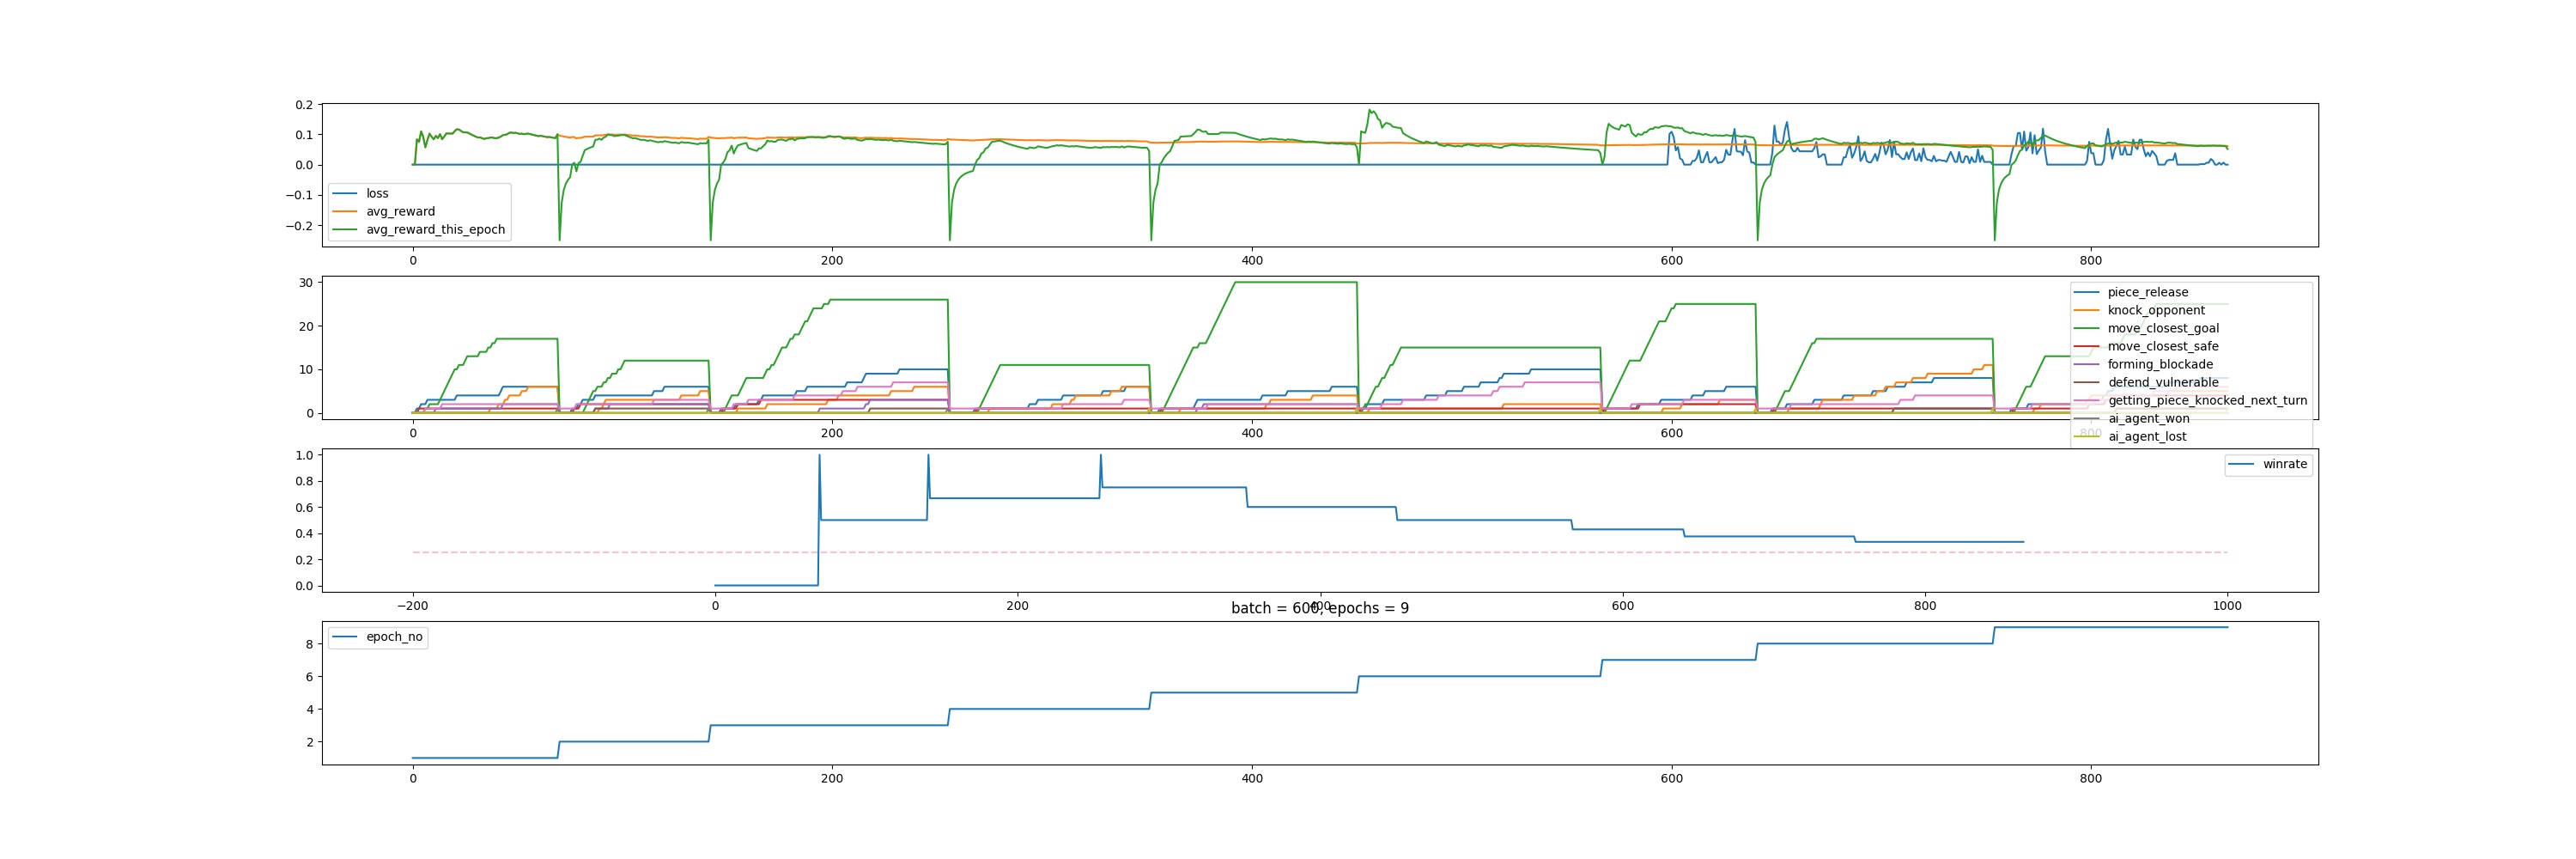 0.2
0.1
0.0
−0.1
−0.2
loss
avg_reward
avg_reward_this_epoch
0 200 400 600 800
30
20
10
0
piece_release
knock_opponent
move_closest_goal
move_closest_safe
forming_blockade
defend_vulnerable
getting_piece_knocked_next_turn
ai_agent_won
ai_agent_lost
0 200 400 600 800
1.0
0.8
0.6
0.4
0.2
0.0
winrate
−200 0 200 400 600 800 1000
batch = 600, epochs = 9
8
6
4
2
epoch_no
0 200 400 600 800